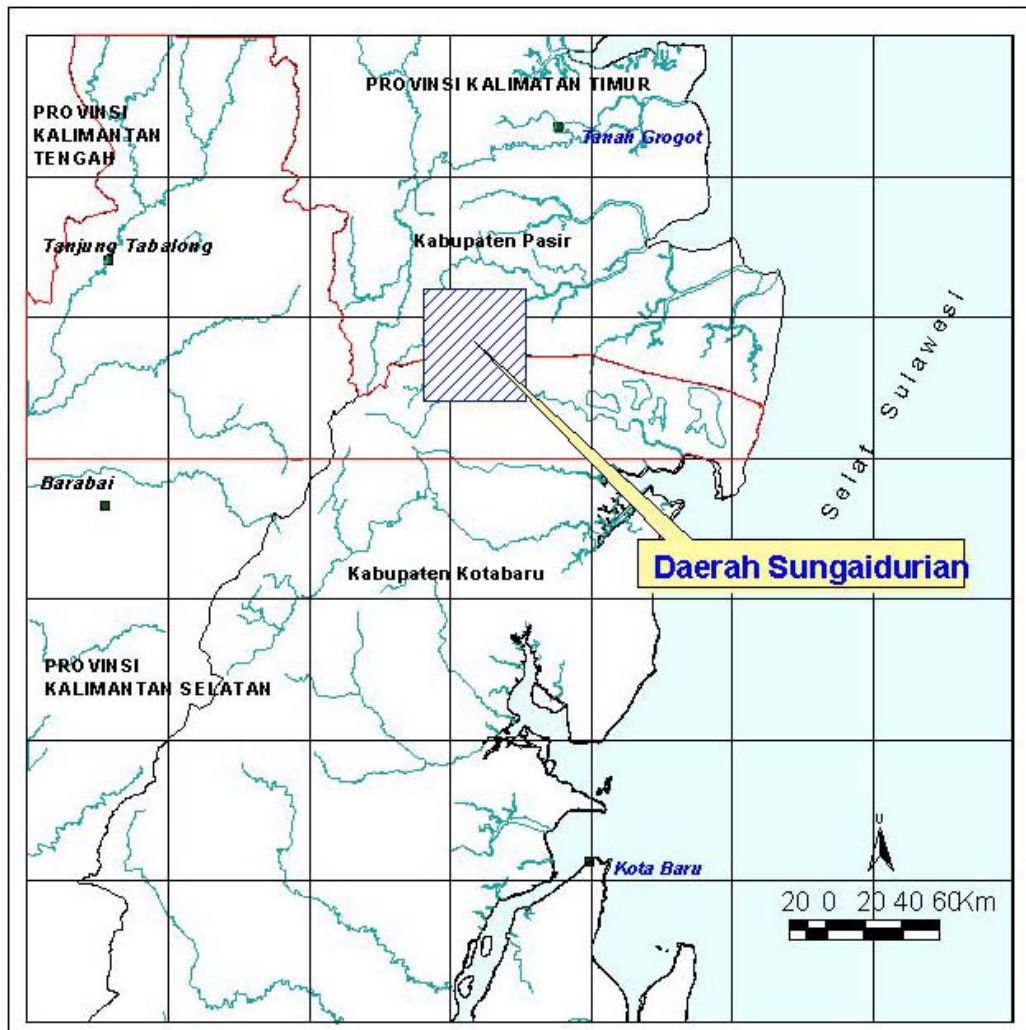 PROVINSI KALIMATAN TIMUR
PROVINSI
KALIMANTAN
TENGAH
Tanah Grogot
Tanjung Tabalong
Kabupaten Pasir
Selat Sulawesi
Barabai
Daerah Sungaidurian
Kabupaten Kotabaru
PROVINSI
KALIMANTAN SELATAN
U
Kota Baru
20 0 20 40 60Km